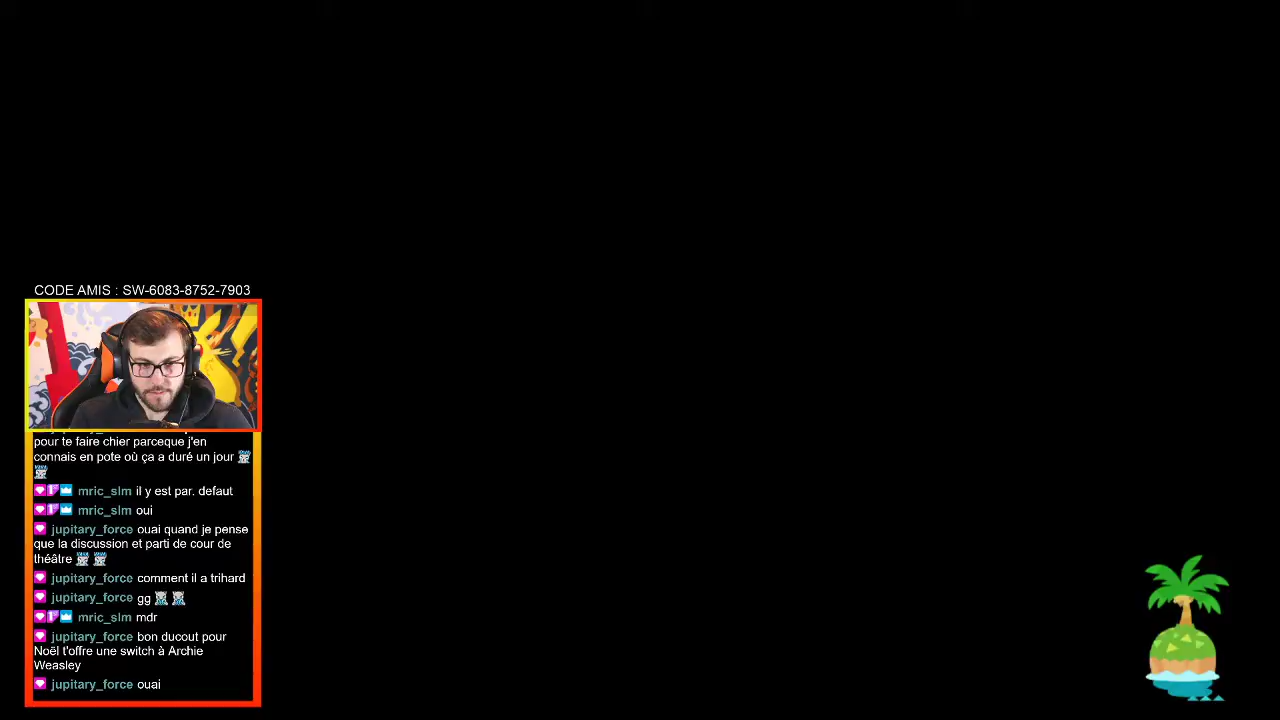 CODE AMIS : SW-6083-8752-7903
pour te faire chier parceque j'en
connais en pote où ça a duré un jour
mric_slm il y est par. defaut
mric_slm oui
jupitary_force ouai quand je pense
que la discussion et parti de cour de
théâtre
jupitary_force comment il a trihard
jupitary_force gg
mric_slm mdr
jupitary_force bon ducout pour
Noël t'offre une switch à Archie
Weasley
jupitary_force ouai